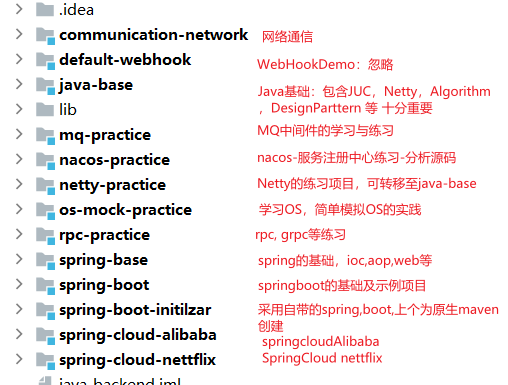 .idea
communication-network 网络通信
default-webhook WebHookDemo：忽略
java-base Java基础：包含JUC，Netty，Algorithm
，DesignParttern 等 十分重要
lib
mq-practice MQ中间件的学习与练习
nacos-practice nacos-服务注册中心练习-分析源码
netty-practice Netty的练习项目，可转移至java-base
os-mock-practice 学习OS，简单模拟OS的实践
rpc-practice rpc, grpc等练习
spring-base spring的基础，ioc,aop,web等
spring-boot springboot的基础及示例项目
spring-boot-initilzar 采用自带的spring,boot,上个为原生maven
创建
spring-cloud-alibaba springcloudAlibaba
spring-cloud-nettflix SpringCloud nettflix
java-backend.iml